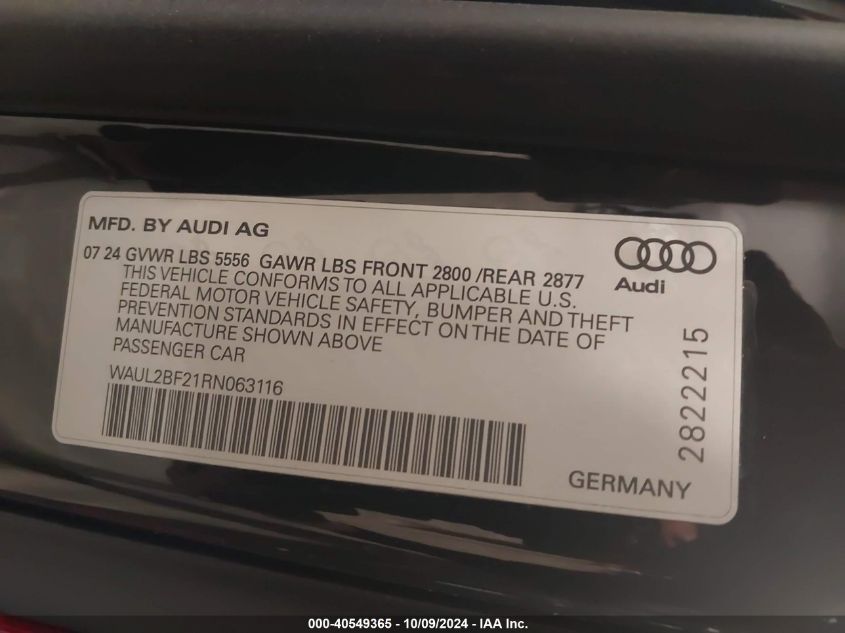 MFD. BY AUDI AG
07 24 GVWR LBS 5556 GAWR LBS FRONT 2800 /REAR 2877
THIS VEHICLE CONFORMS TO ALL APPLICABLE U.S.
FEDERAL MOTOR VEHICLE SAFETY, BUMPER AND THEFT
PREVENTION STANDARDS IN EFFECT ON THE DATE OF
MANUFACTURE SHOWN ABOVE
PASSENGER CAR
WAUL2BF21RN063116
Audi
2822215
GERMANY
000-40549365 - 10/09/2024 - IAA Inc.